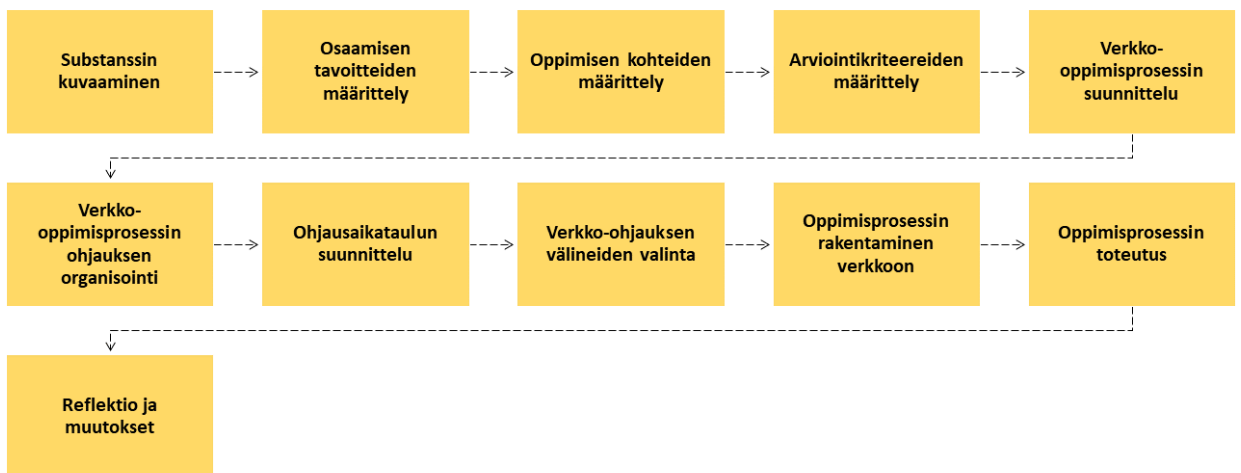 Substanssin
kuvaaminen
Osaamisen
tavoitteiden
määrittely
Oppimisen kohteiden
määrittely
Arviointikriteereiden
määrittely
Verkko-
oppimisprosessin
suunnittelu
Verkko-
oppimisprosessin
ohjauksen
organisointi
Ohjausaikataulun
suunnittelu
Verkko-ohjauksen
välineiden valinta
Oppimisprosessin
rakentaminen
verkkoon
Oppimisprosessin
toteutus
Reflektio ja
muutokset